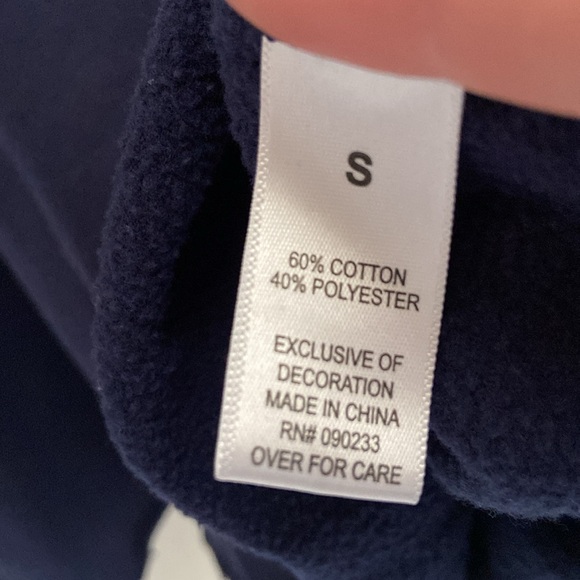 S
60% COTTON
40% POLYESTER
EXCLUSIVE OF
DECORATION
MADE IN CHINA
RN# 090233
OVER FOR CARE